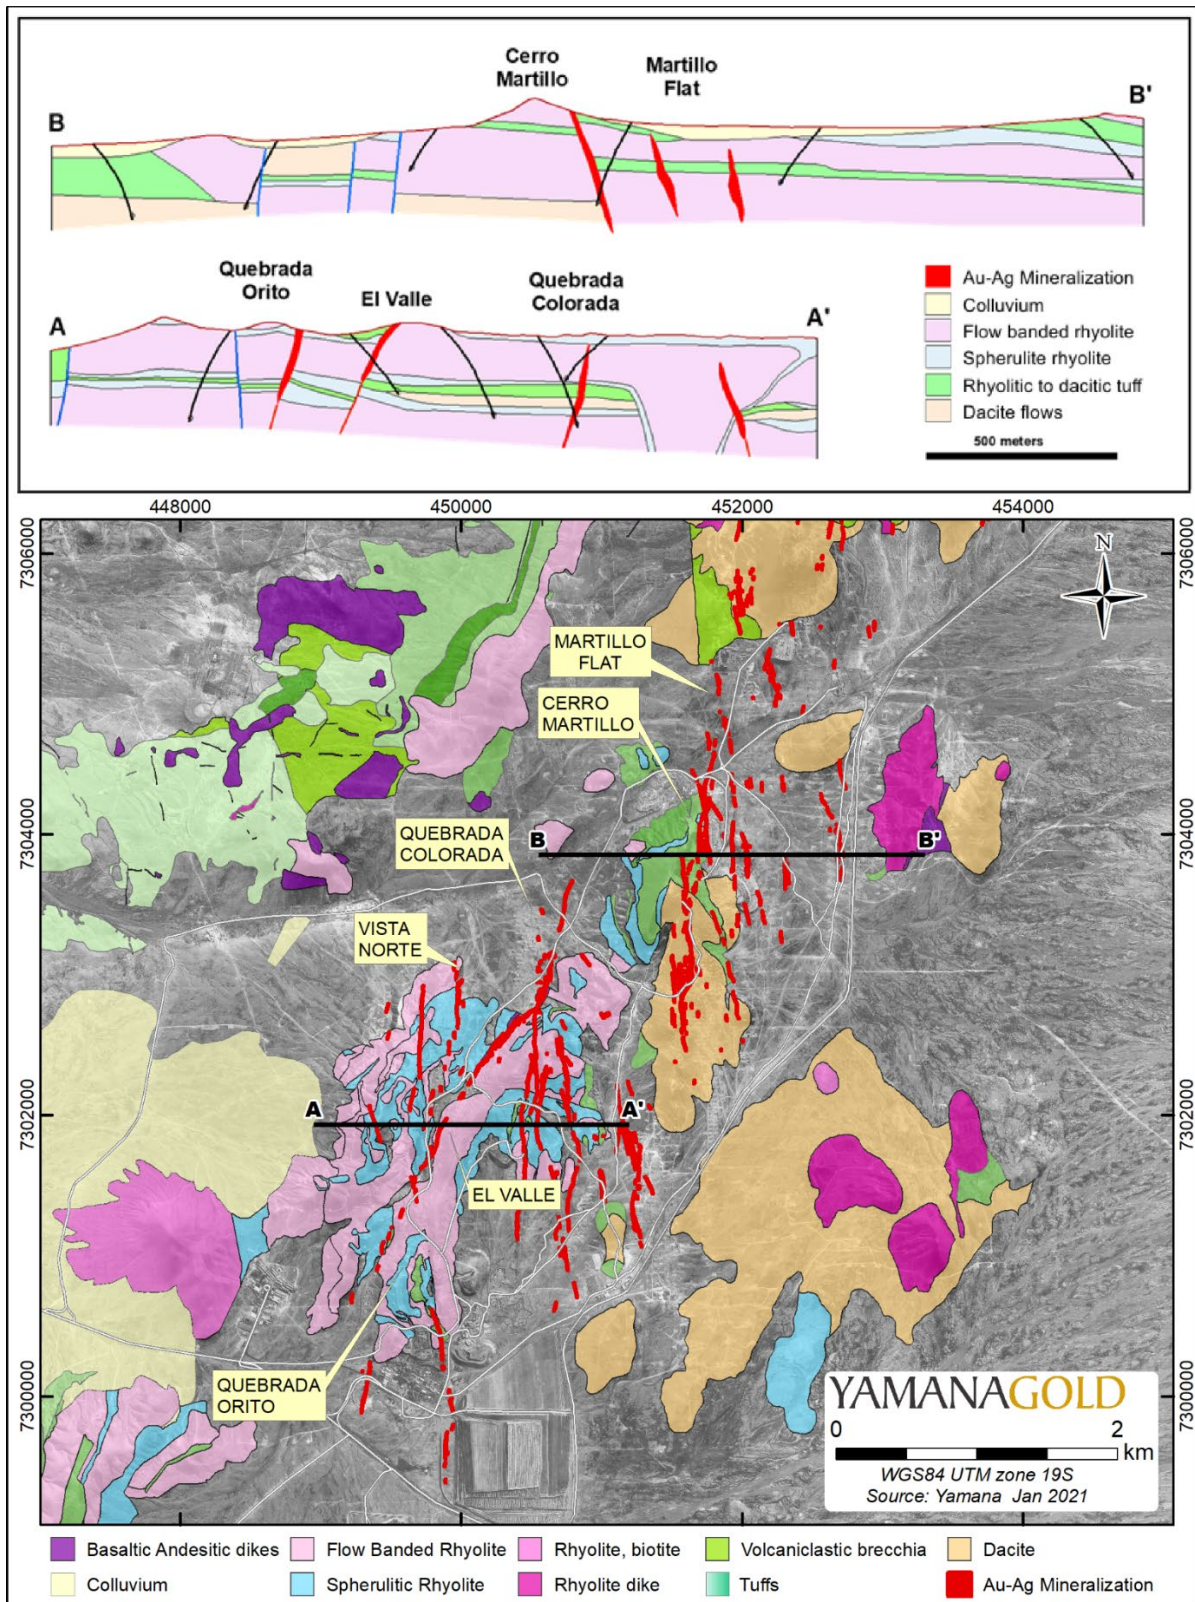 Cerro
Martillo
Martillo
Flat
B
B'
Quebrada
Orito
El Valle
Quebrada
Colorada
A
A'
Au-Ag Mineralization
Colluvium
Flow banded rhyolite
Spherulite rhyolite
Rhyolitic to dacitic tuff
Dacite flows
500 meters
448000
450000
452000
454000
7306000
7306000
N
MARTILLO
FLAT
CERRO
MARTILLO
7304000
7304000
QUEBRADA
COLORADA
B
B'
VISTA
NORTE
7302000
7302000
A
A'
EL VALLE
QUEBRADA
ORITO
7300000
7300000
YAMANAGOLD
0
2
km
WGS84 UTM zone 19S
Source: Yamana Jan 2021
Basaltic Andesitic dikes
Flow Banded Rhyolite
Rhyolite, biotite
Volcaniclastic brecchia
Dacite
Colluvium
Spherulitic Rhyolite
Rhyolite dike
Tuffs
Au-Ag Mineralization